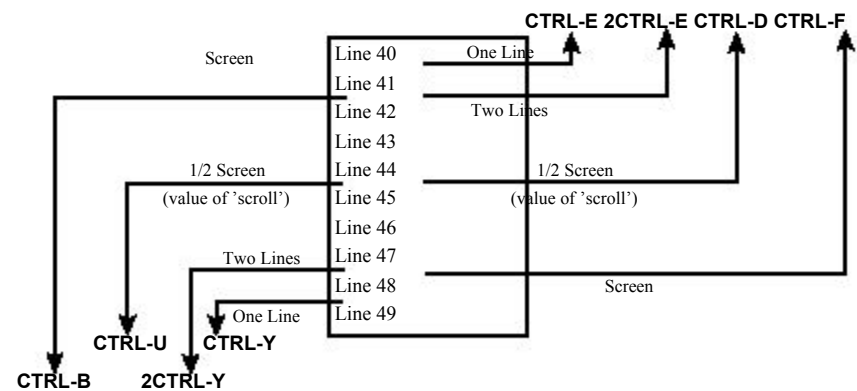 CTRL-E 2CTRL-E CTRL-D CTRL-F
Screen
Line 40
One Line
Line 41
Line 42
Two Lines
Line 43
1/2 Screen
Line 44
1/2 Screen
(value of ’scroll’)
Line 45
(value of ’scroll’)
Line 46
Two Lines
Line 47
Line 48
Screen
One Line
Line 49
CTRL-U
CTRL-Y
CTRL-B
2CTRL-Y